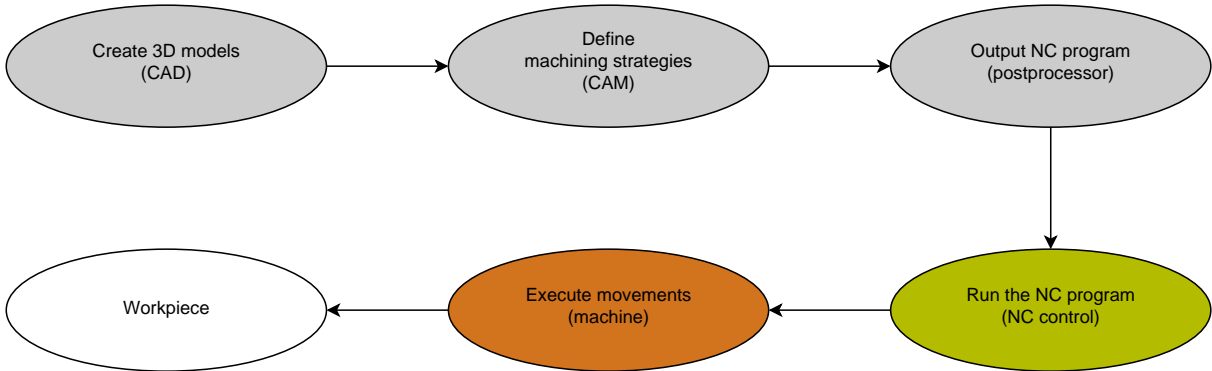 Create 3D models
(CAD)
Define
machining strategies
(CAM)
Output NC program
(postprocessor)
Workpiece
Execute movements
(machine)
Run the NC program
(NC control)